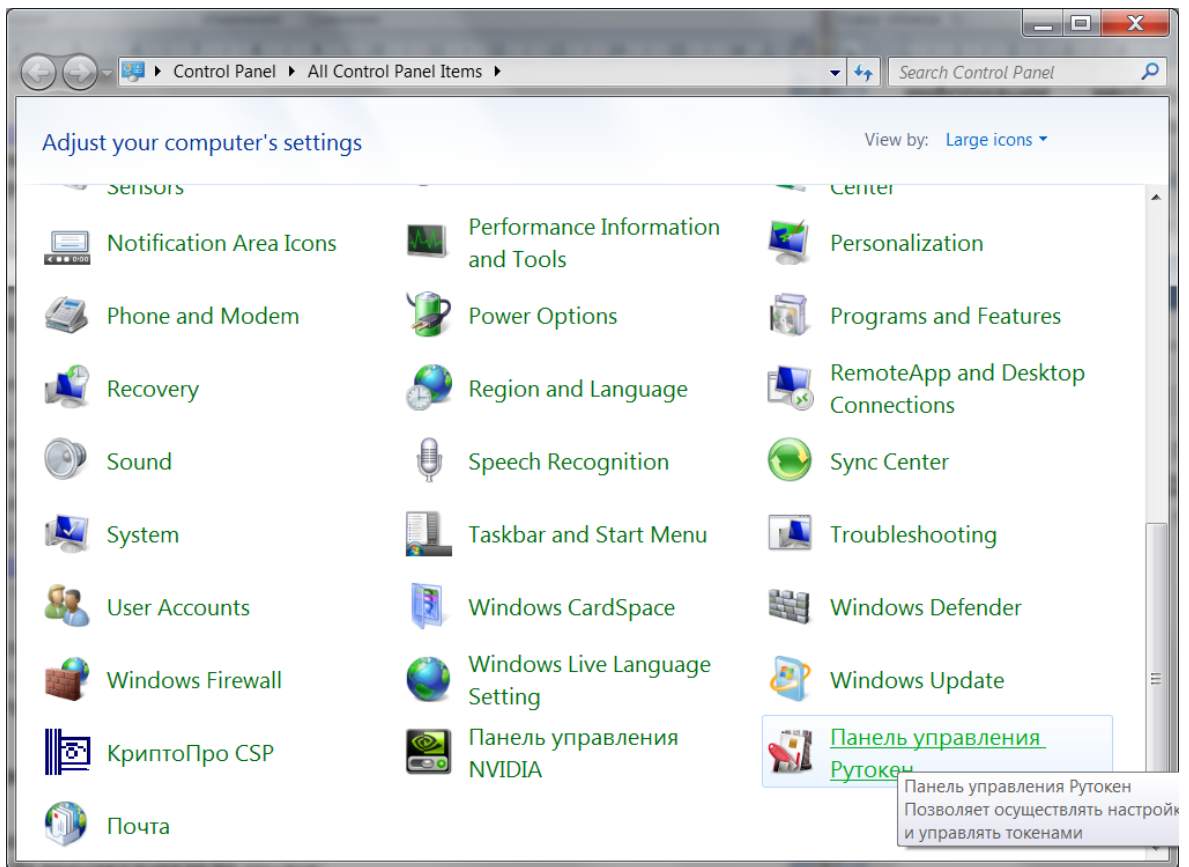 Control Panel ▸ All Control Panel Items ▸
Search Control Panel
Adjust your computer's settings
View by: Large icons
Sensors
Center
Notification Area Icons
Performance Information
and Tools
Personalization
Phone and Modem
Power Options
Programs and Features
Recovery
Region and Language
RemoteApp and Desktop
Connections
Sound
Speech Recognition
Sync Center
System
Taskbar and Start Menu
Troubleshooting
User Accounts
Windows CardSpace
Windows Defender
Windows Firewall
Windows Live Language
Setting
Windows Update
КриптоПро CSP
Панель управления
NVIDIA
Панель управления
Рутокен
Панель управления Рутокен
Позволяет осуществлять настройк
и управлять токенами
Почта